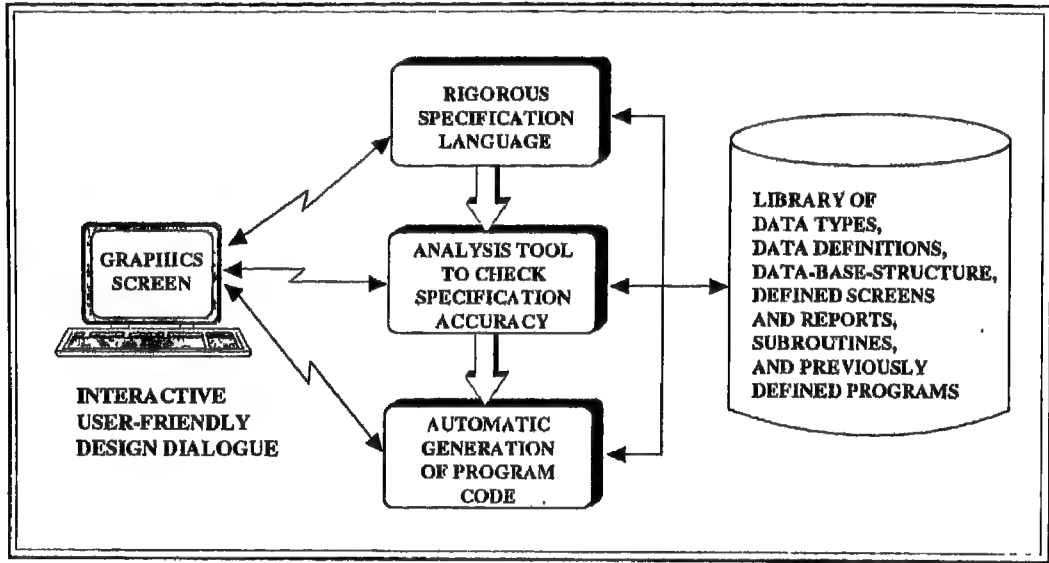 RIGOROUS
SPECIFICATION
LANGUAGE
GRAPHICS
SCREEN
INTERACTIVE
USER-FRIENDLY
DESIGN DIALOGUE
ANALYSIS TOOL
TO CHECK
SPECIFICATION
ACCURACY
AUTOMATIC
GENERATION
OF PROGRAM
CODE
LIBRARY OF
DATA TYPES,
DATA DEFINITIONS,
DATA-BASE-STRUCTURE,
DEFINED SCREENS
AND REPORTS,
SUBROUTINES,
AND PREVIOUSLY
DEFINED PROGRAMS